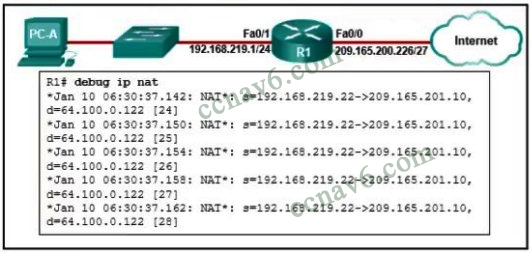 PC-A
Fa0/1
192.168.219.1/24
R1
Fa0/0
209.165.200.226/27
Internet
R1# debug ip nat
*Jan 10 06:30:37.142: NAT*: s=192.168.219.22->209.165.201.10,
d=64.100.0.122 [24]
*Jan 10 06:30:37.150: NAT*: s=192.168.219.22->209.165.201.10,
d=64.100.0.122 [25]
*Jan 10 06:30:37.154: NAT*: s=192.168.219.22->209.165.201.10,
d=64.100.0.122 [26]
*Jan 10 06:30:37.158: NAT*: s=192.168.219.22->209.165.201.10,
d=64.100.0.122 [27]
*Jan 10 06:30:37.162: NAT*: s=192.168.219.22->209.165.201.10,
d=64.100.0.122 [28]
ccnav6.com
ccnav6.com